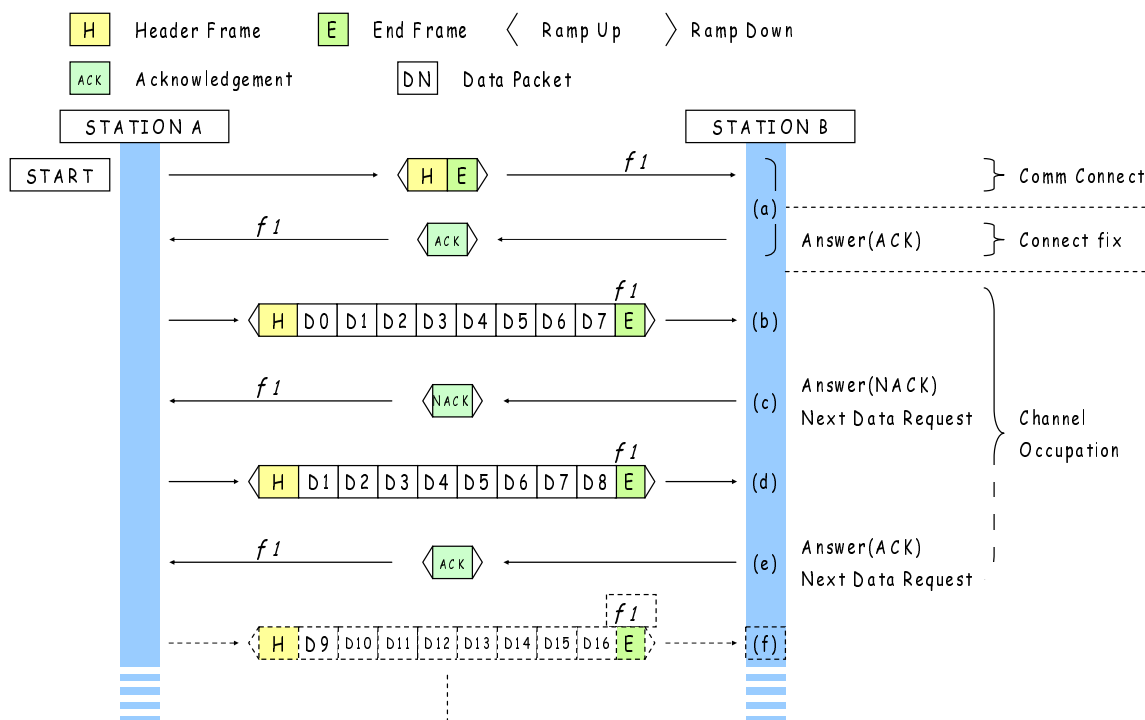 H Header Frame E End Frame Ramp Up Ramp Down
ACK Acknowledgement DN Data Packet
STATION A STATION B
START H E f1 (a) Comm Connect
f1 ACK Answer(ACK) Connect fix
f1
H D0 D1 D2 D3 D4 D5 D6 D7 E (b)
f1 NACK (c) Answer(NACK)
Next Data Request
Channel
Occupation
f1
H D1 D2 D3 D4 D5 D6 D7 D8 E (d)
f1 ACK (e) Answer(ACK)
Next Data Request
f1
H D9 D10 D11 D12 D13 D14 D15 D16 E (f)